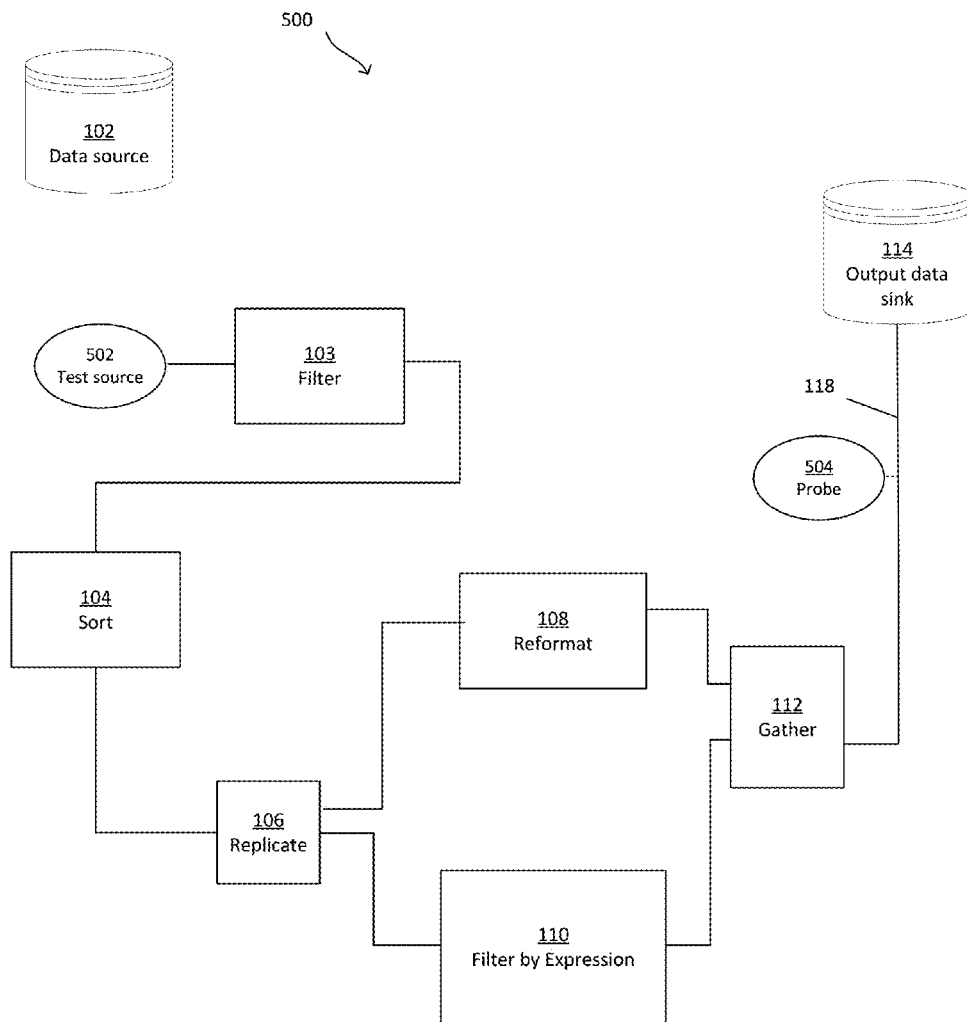 500
102
Data source
114
Output data
sink
502
Test source
103
Filter
118
504
Probe
104
Sort
108
Reformat
112
Gather
106
Replicate
110
Filter by Expression